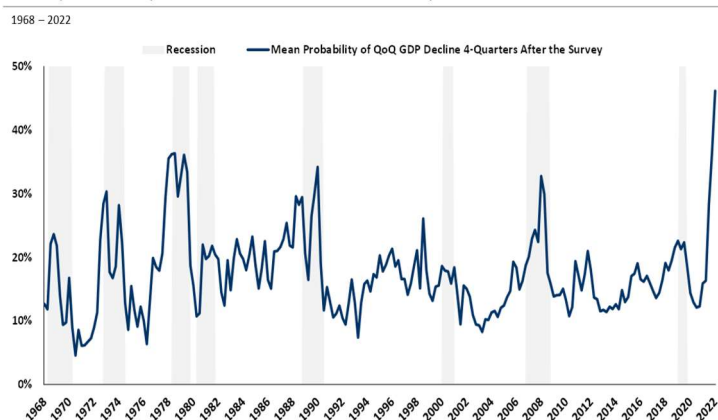 1968 – 2022
Recession Mean Probability of QoQ GDP Decline 4-Quarters After the Survey
50%
40%
30%
20%
10%
0%
1968 1970 1972 1974 1976 1978 1980 1982 1984 1986 1988 1990 1992 1994 1996 1998 2000 2002 2004 2006 2008 2010 2012 2014 2016 2018 2020 2022